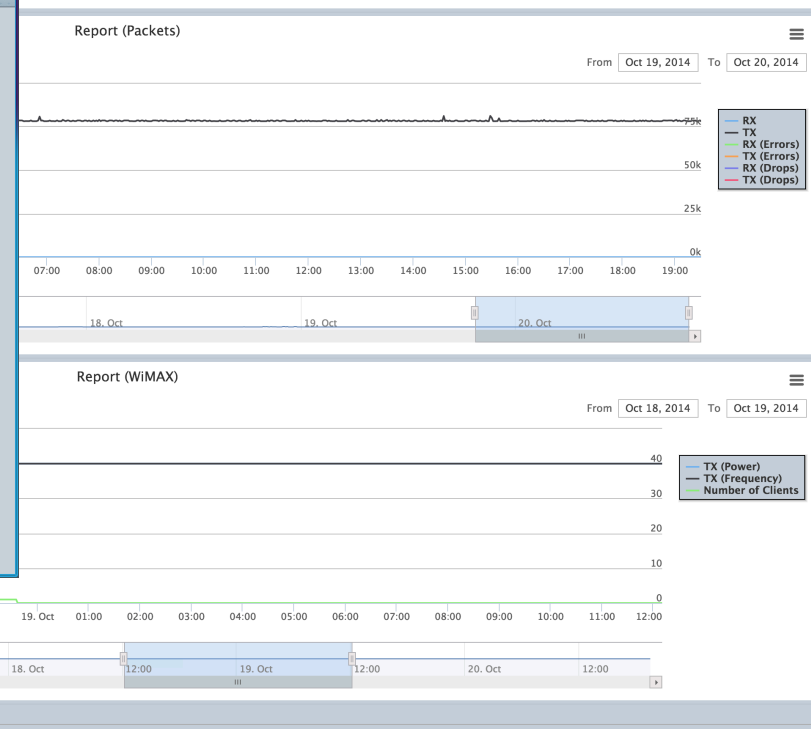 Report (Packets)
From Oct 19, 2014 To Oct 20, 2014
75k
50k
25k
0k
RX
TX
RX (Errors)
TX (Errors)
RX (Drops)
TX (Drops)
07:00 08:00 09:00 10:00 11:00 12:00 13:00 14:00 15:00 16:00 17:00 18:00 19:00
18. Oct 19. Oct 20. Oct
Report (WiMAX)
From Oct 18, 2014 To Oct 19, 2014
40
30
20
10
0
TX (Power)
TX (Frequency)
Number of Clients
19. Oct 01:00 02:00 03:00 04:00 05:00 06:00 07:00 08:00 09:00 10:00 11:00 12:00
18. Oct 12:00 19. Oct 12:00 20. Oct 12:00